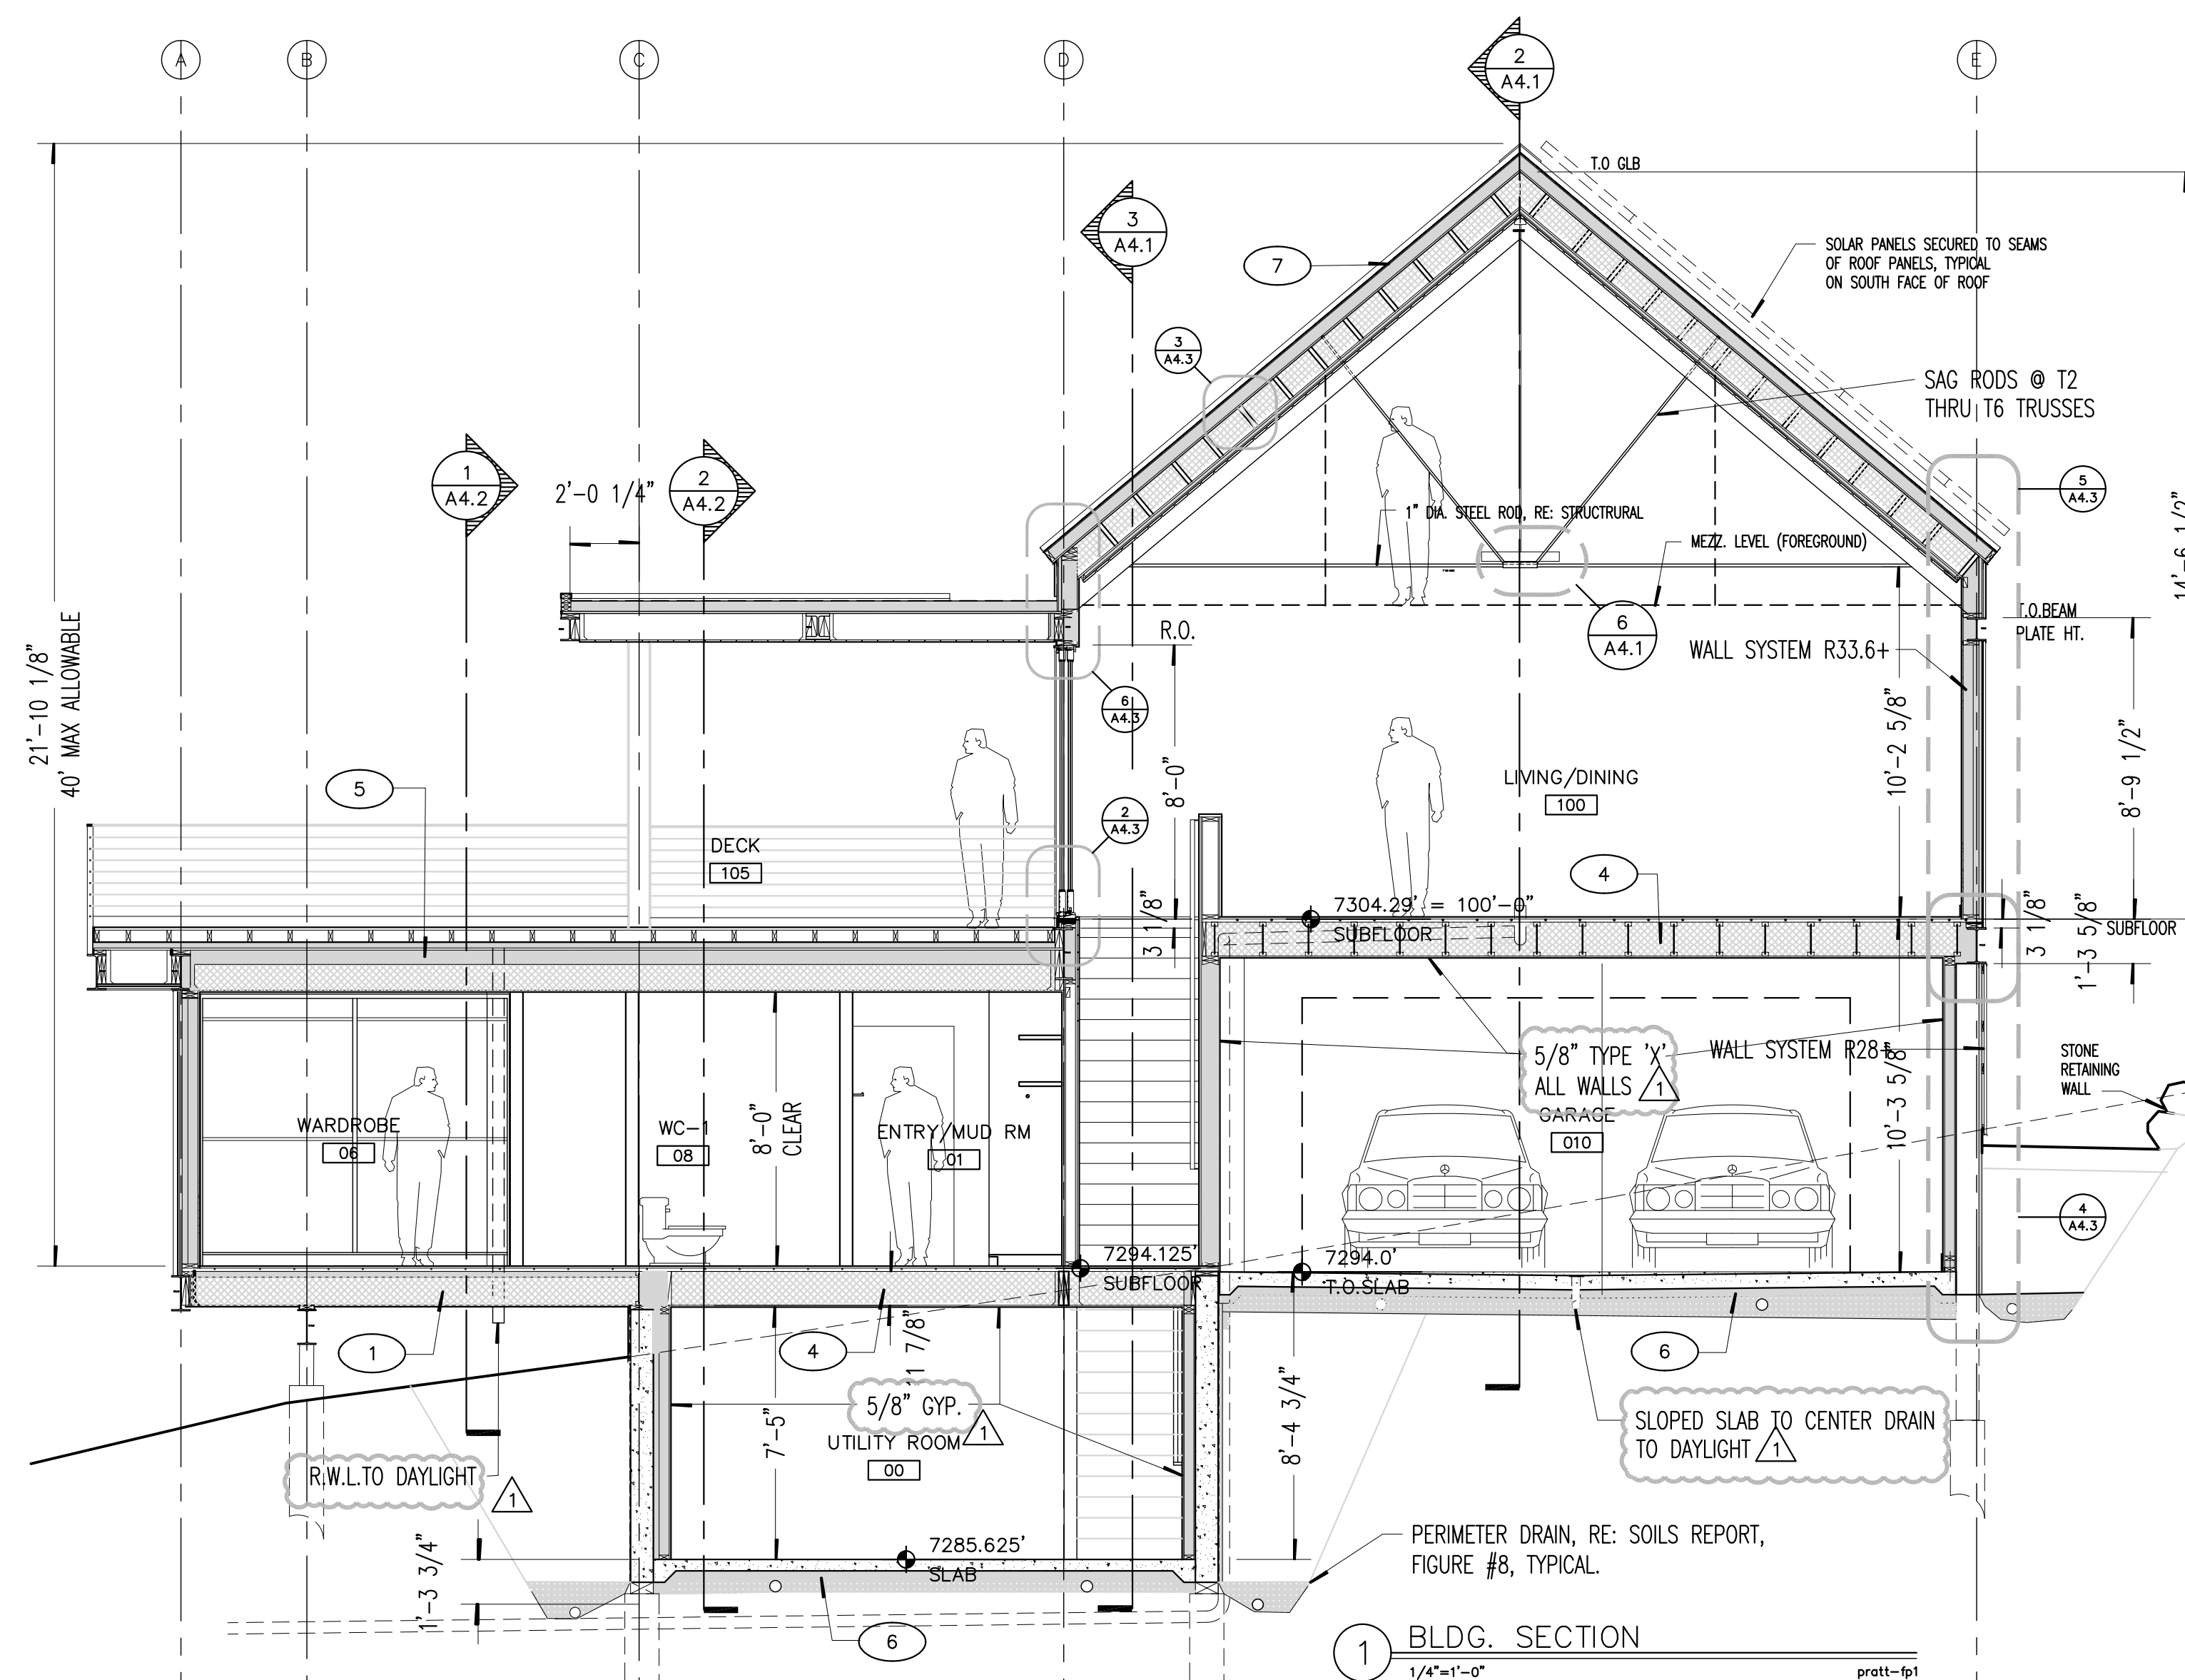 A
B
C
D
2
A4.1
E
T.O GLB
3
A4.1
7
SOLAR PANELS SECURED TO SEAMS
OF ROOF PANELS, TYPICAL
ON SOUTH FACE OF ROOF
3
A4.3
SAG RODS @ T2
THRU T6 TRUSSES
1
A4.2
2'-0 1/4"
2
A4.2
5
A4.3
14'-6 1/2"
1" DIA. STEEL ROD, RE: STRUCTRURAL
MEZZ. LEVEL (FOREGROUND)
T.O.BEAM
PLATE HT.
R.O.
6
A4.1
WALL SYSTEM R33.6+
21'-10 1/8"
40' MAX ALLOWABLE
6
A4.3
8'-0"
10'-2 5/8"
8'-9 1/2"
5
LIVING/DINING
100
2
A4.3
DECK
105
4
7304.29' = 100'-0"
SUBFLOOR
3 1/8"
3 1/8"
1'-3 5/8"
SUBFLOOR
5/8" TYPE 'X'
ALL WALLS
1
WALL SYSTEM R28+
STONE
RETAINING
WALL
10'-3 5/8"
WARDROBE
06
WC-1
08
8'-0"
CLEAR
ENTRY/MUD RM
01
GARAGE
010
4
A4.3
7294.125'
SUBFLOOR
7294.0'
T.O.SLAB
1
4
11 7/8"
6
5/8" GYP.
1
7'-5"
UTILITY ROOM
00
8'-4 3/4"
SLOPED SLAB TO CENTER DRAIN
TO DAYLIGHT
1
R.W.L.TO DAYLIGHT
1
1'-3 3/4"
7285.625'
SLAB
PERIMETER DRAIN, RE: SOILS REPORT,
FIGURE #8, TYPICAL.
6
1
BLDG. SECTION
1/4"=1'-0"
pratt-fp1